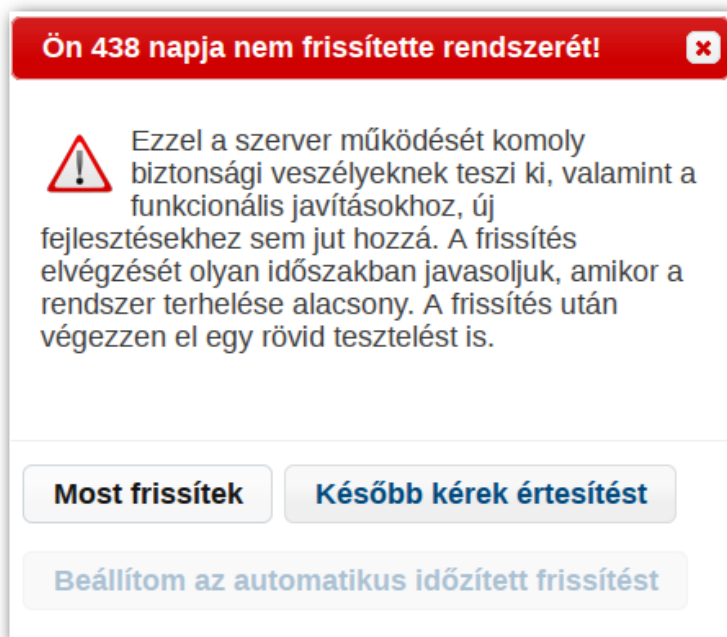 Ön 438 napja nem frissítette rendszerét!
Ezzel a szerver működését komoly
biztonsági veszélyeknek teszi ki, valamint a
funkcionális javításokhoz, új
fejlesztésekhez sem jut hozzá. A frissítés
elvégzését olyan időszakban javasoljuk, amikor a
rendszer terhelése alacsony. A frissítés után
végezzen el egy rövid tesztelést is.
Most frissítek
Később kérek értesítést
Beállítom az automatikus időzített frissítést